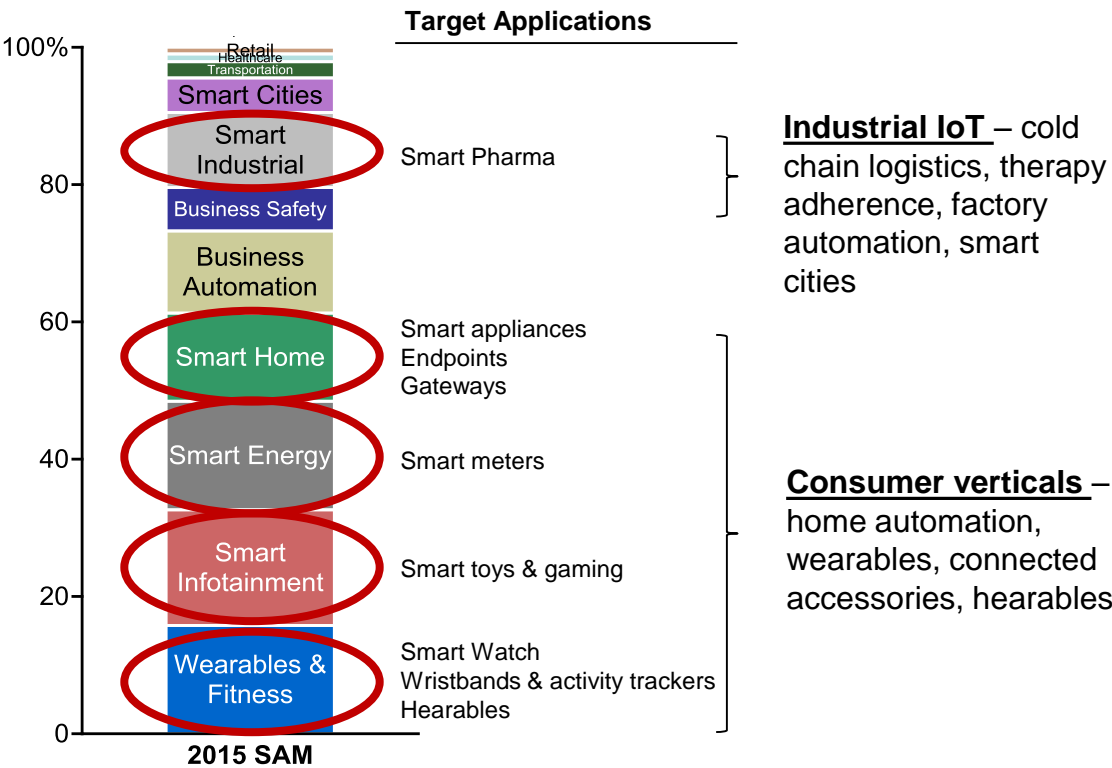 Target Applications
100%
80
60
40
20
0
Retail
Healthcare
Transportation
Smart Cities
Smart
Industrial
Business Safety
Business
Automation
Smart Home
Smart Energy
Smart
Infotainment
Wearables &
Fitness
2015 SAM
Smart Pharma
Smart appliances
Endpoints
Gateways
Smart meters
Smart toys & gaming
Smart Watch
Wristbands & activity trackers
Hearables
Industrial IoT – cold
chain logistics, therapy
adherence, factory
automation, smart
cities
Consumer verticals –
home automation,
wearables, connected
accessories, hearables